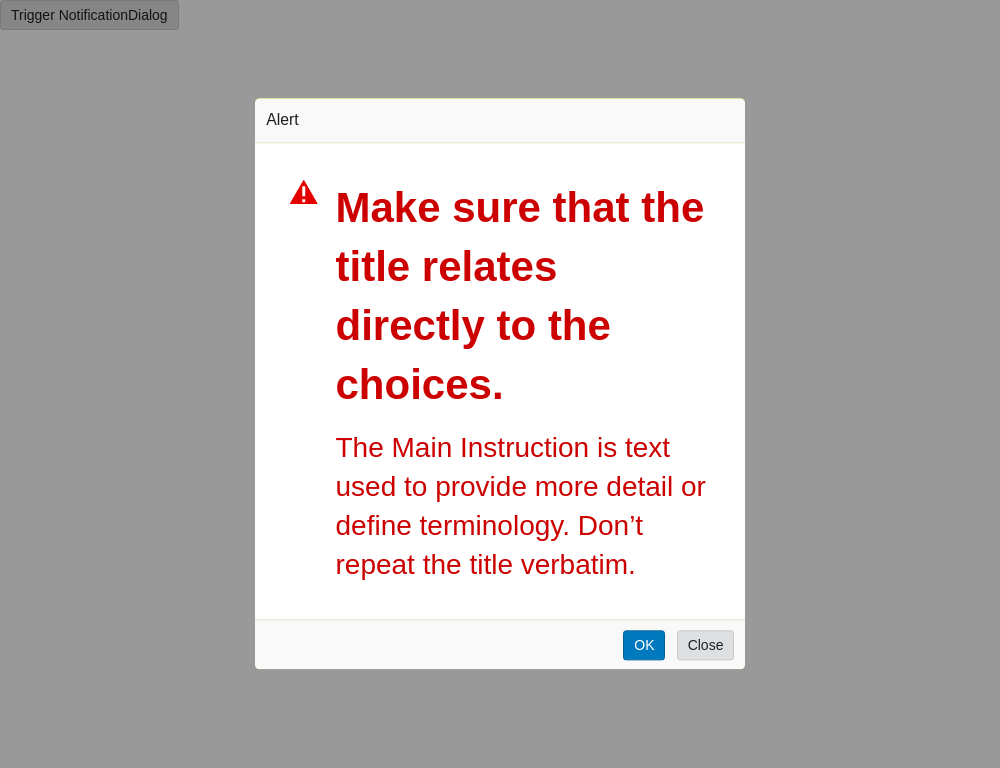 Trigger NotificationDialog
Alert
Make sure that the
title relates
directly to the
choices.
The Main Instruction is text
used to provide more detail or
define terminology. Don’t
repeat the title verbatim.
OK
Close